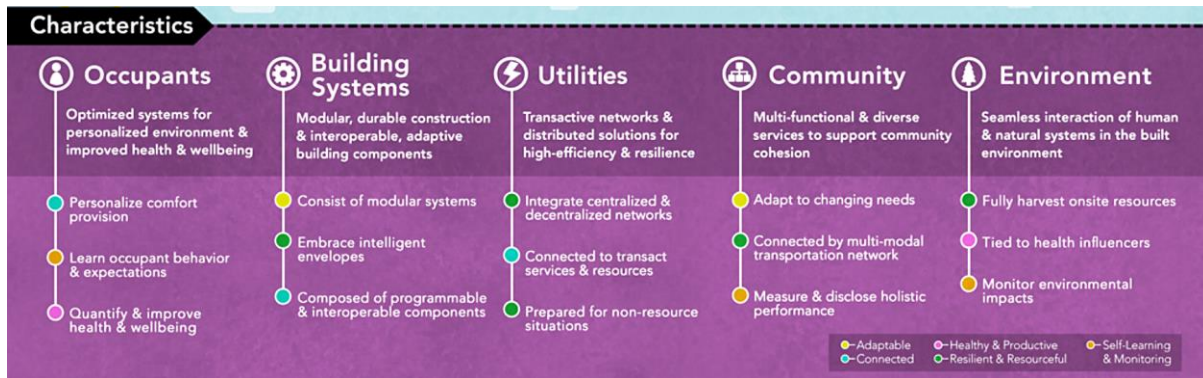 Characteristics
Occupants
Optimized systems for
personalized environment &
improved health & wellbeing
Personalize comfort
provision
Learn occupant behavior
& expectations
Quantify & improve
health & wellbeing
Building
Systems
Modular, durable construction
& interoperable, adaptive
building components
Consist of modular systems
Embrace intelligent
envelopes
Composed of programmable
& interoperable components
Utilities
Transactive networks &
distributed solutions for
high-efficiency & resilience
Integrate centralized &
decentralized networks
Connected to transact
services & resources
Prepared for non-resource
situations
Community
Multi-functional & diverse
services to support community
cohesion
Adapt to changing needs
Connected by multi-modal
transportation network
Measure & disclose holistic
performance
Environment
Seamless interaction of human
& natural systems in the built
environment
Fully harvest onsite resources
Tied to health influencers
Monitor environmental
impacts
Adaptable
Connected
Healthy & Productive
Resilient & Resourceful
Self-Learning
& Monitoring